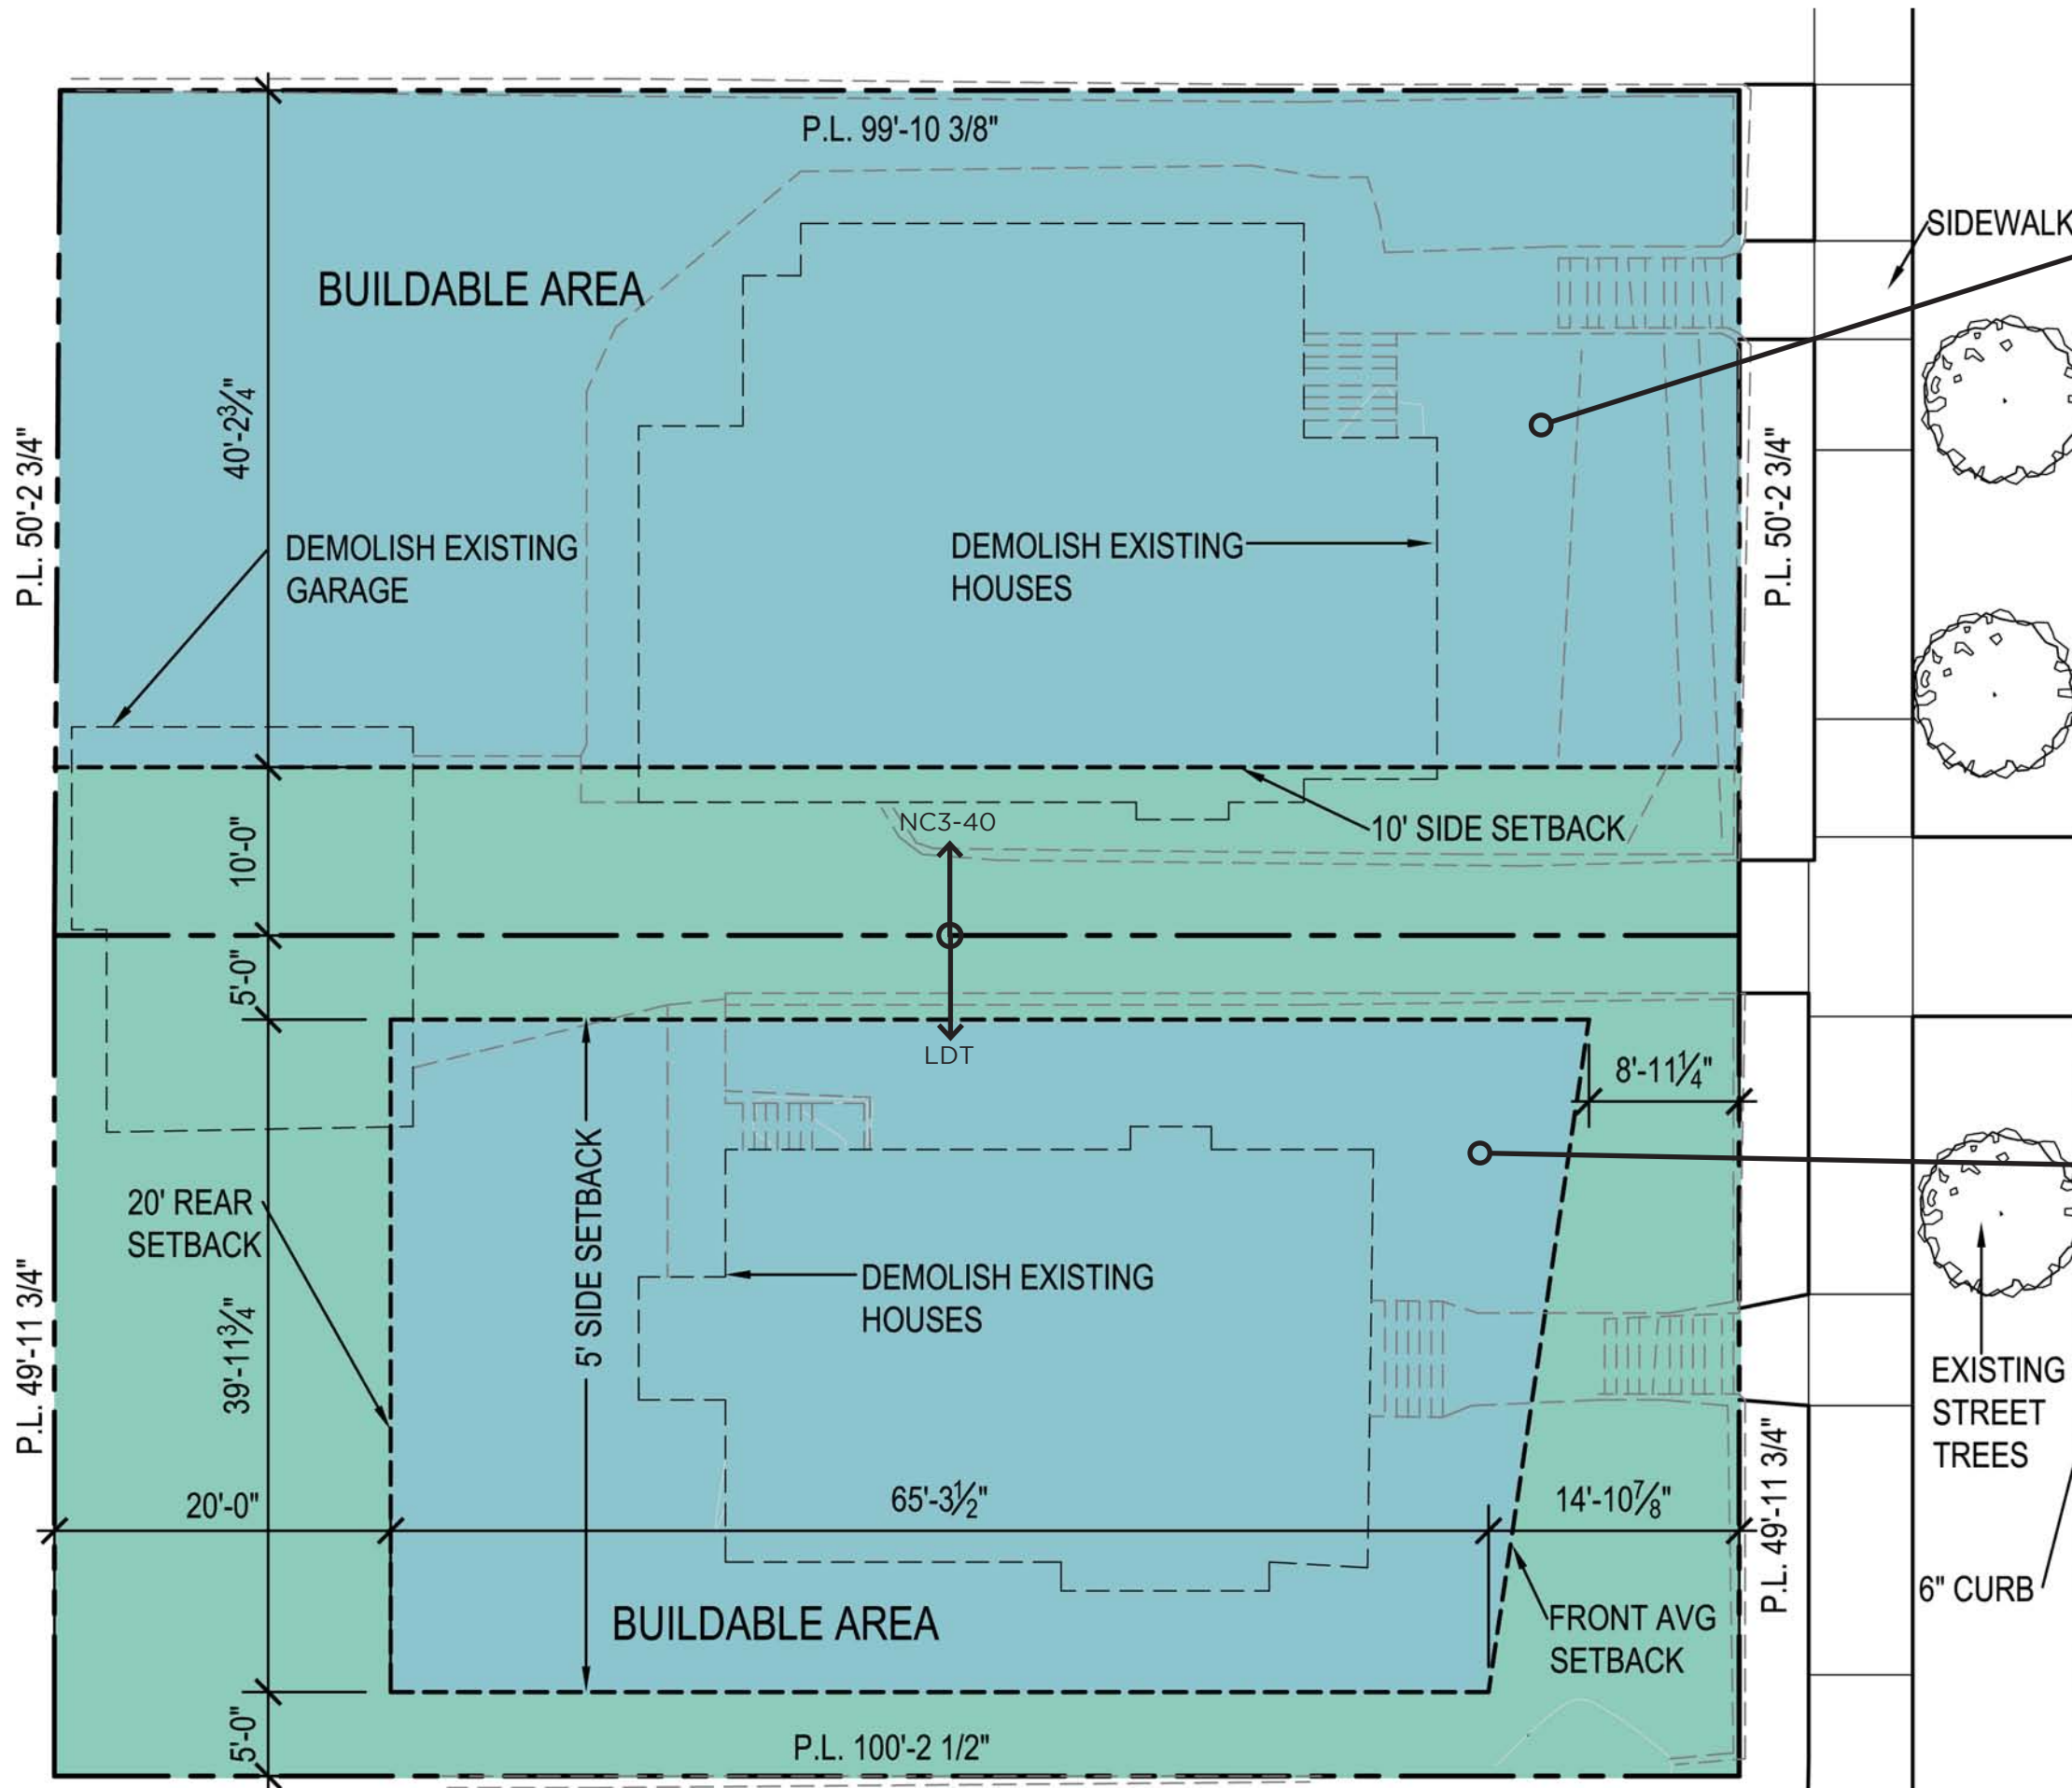 P.L. 99'-10 3/8"
SIDEWALK
BUILDABLE AREA
40'-2¾"
P.L. 50'-2 3/4"
P.L. 50'-2 3/4"
DEMOLISH EXISTING
GARAGE
DEMOLISH EXISTING
HOUSES
NC3-40
10' SIDE SETBACK
10'-0"
5'-0"
LDT
8'-11¼"
5' SIDE SETBACK
20' REAR
SETBACK
DEMOLISH EXISTING
HOUSES
P.L. 49'-11 3/4"
39'-11¾"
EXISTING
STREET
TREES
20'-0"
65'-3½"
14'-10⅞"
P.L. 49'-11 3/4"
6" CURB
BUILDABLE AREA
FRONT AVG
SETBACK
5'-0"
P.L. 100'-2 1/2"